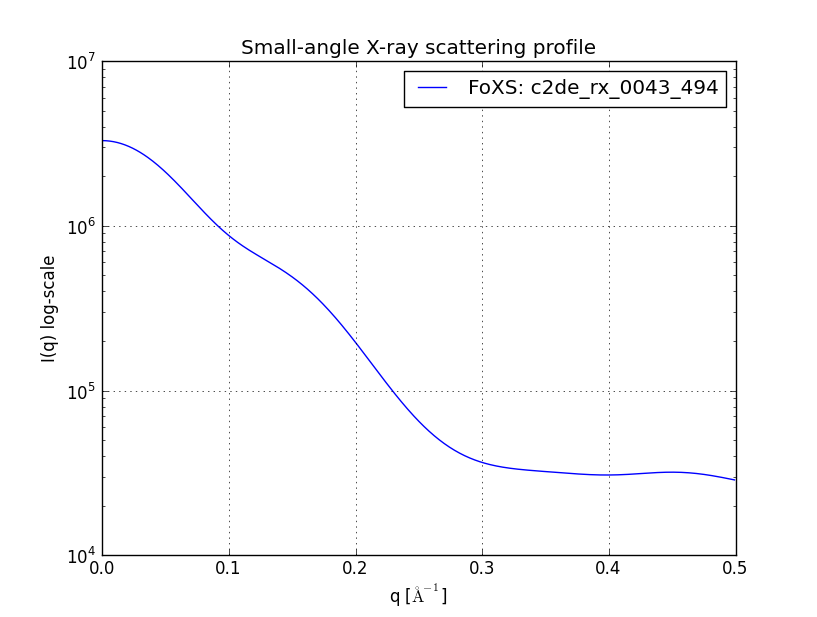 Small-angle X-ray scattering profile
FoXS: c2de_rx_0043_494
I(q) log-scale
10^7
10^6
10^5
10^4
0.0 0.1 0.2 0.3 0.4 0.5
q [Å^-1]